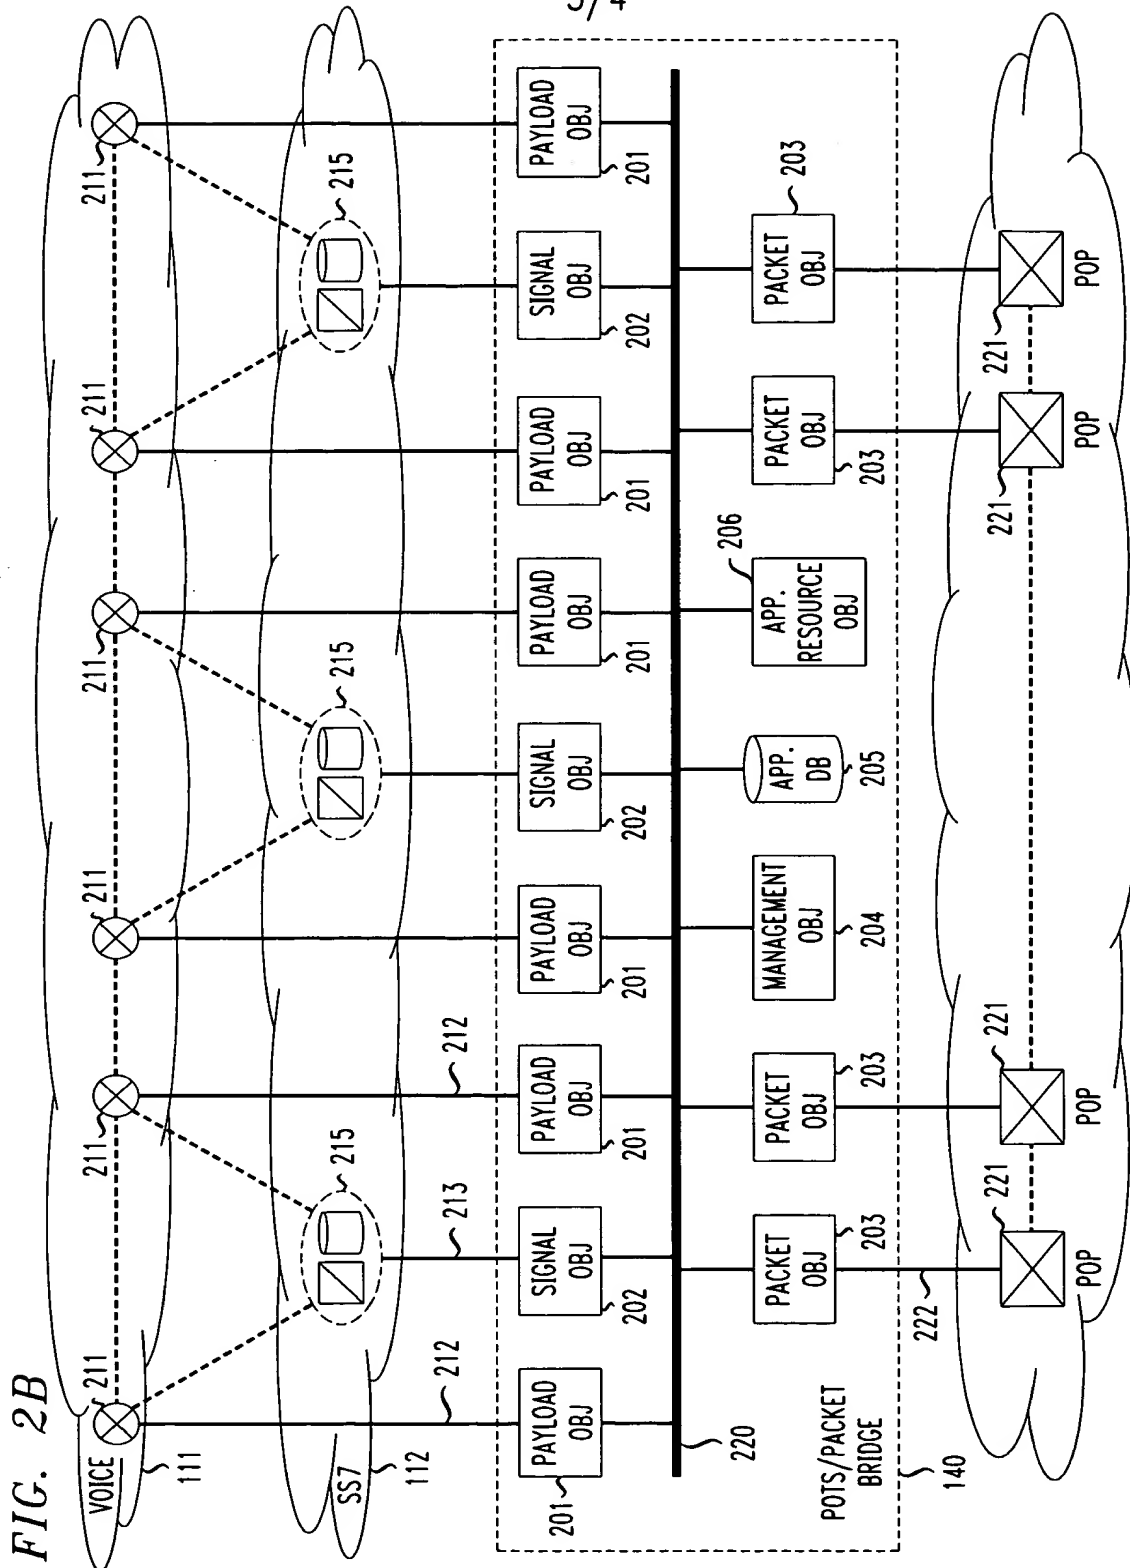 3/4
FIG. 2B
VOICE
111
211
211
211
211
211
211
SS7
112
215
215
215
212
213
212
PAYLOAD
OBJ
201
SIGNAL
OBJ
202
PAYLOAD
OBJ
201
PAYLOAD
OBJ
201
SIGNAL
OBJ
202
PAYLOAD
OBJ
201
PAYLOAD
OBJ
201
SIGNAL
OBJ
202
PAYLOAD
OBJ
201
220
PACKET
OBJ
203
PACKET
OBJ
203
MANAGEMENT
OBJ
204
APP.
DB
205
APP.
RESOURCE
OBJ
206
PACKET
OBJ
203
PACKET
OBJ
203
POTS/PACKET
BRIDGE
140
222
221
221
221
221
POP
POP
POP
POP